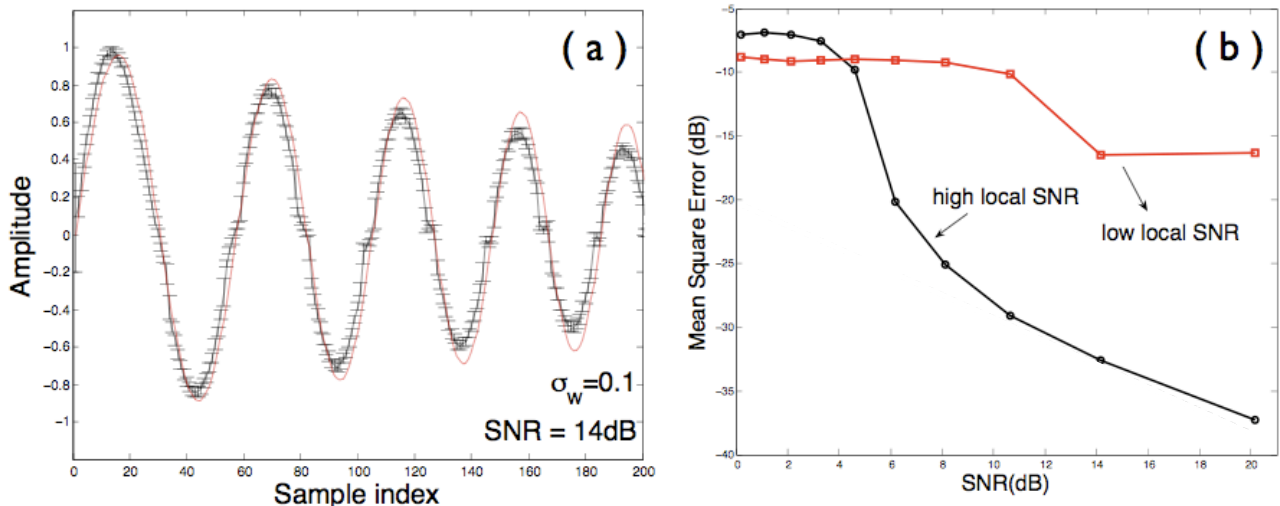 ( a )
1
0.8
0.6
0.4
0.2
0
−0.2
−0.4
−0.6
−0.8
−1
Amplitude
σw=0.1
SNR = 14dB
0 20 40 60 80 100 120 140 160 180 200
Sample index
( b )
−5
−10
−15
−20
−25
−30
−35
−40
Mean Square Error (dB)
high local SNR
low local SNR
0 2 4 6 8 10 12 14 16 18 20
SNR(dB)